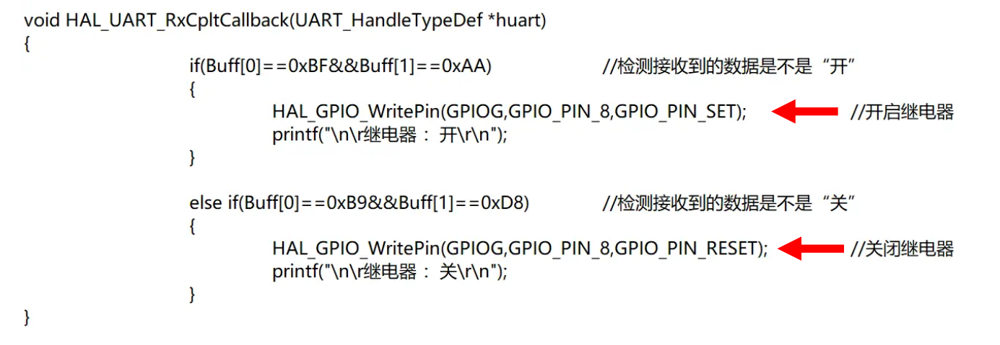 void HAL_UART_RxCpltCallback(UART_HandleTypeDef *huart)
{
if(Buff[0]==0xBF&&Buff[1]==0xAA) //检测接收到的数据是不是“开”
{
HAL_GPIO_WritePin(GPIOG,GPIO_PIN_8,GPIO_PIN_SET); //开启继电器
printf("\n\r继电器 ：开\r\n");
}
else if(Buff[0]==0xB9&&Buff[1]==0xD8) //检测接收到的数据是不是“关”
{
HAL_GPIO_WritePin(GPIOG,GPIO_PIN_8,GPIO_PIN_RESET); //关闭继电器
printf("\n\r继电器 ：关\r\n");
}
}